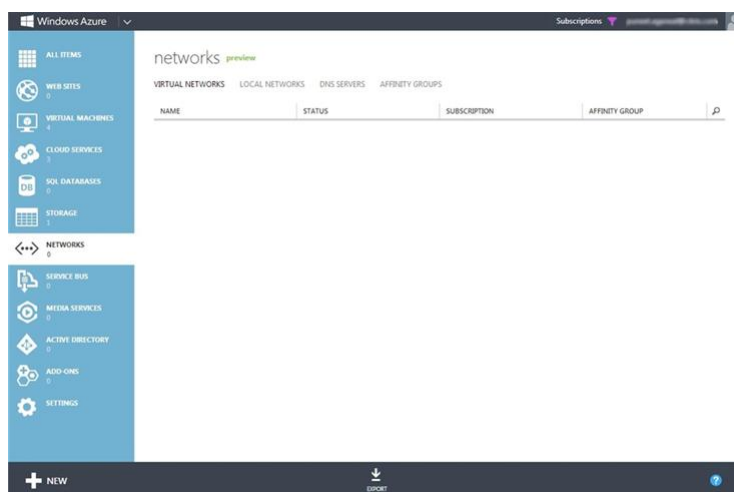 Windows Azure
Subscriptions
ALL ITEMS
WEB SITES
0
VIRTUAL MACHINES
4
CLOUD SERVICES
3
SQL DATABASES
0
STORAGE
1
NETWORKS
0
SERVICE BUS
0
MEDIA SERVICES
0
ACTIVE DIRECTORY
0
ADD-ONS
0
SETTINGS
networks preview
VIRTUAL NETWORKS LOCAL NETWORKS DNS SERVERS AFFINITY GROUPS
NAME STATUS SUBSCRIPTION AFFINITY GROUP
DB
NEW
EXPORT
?